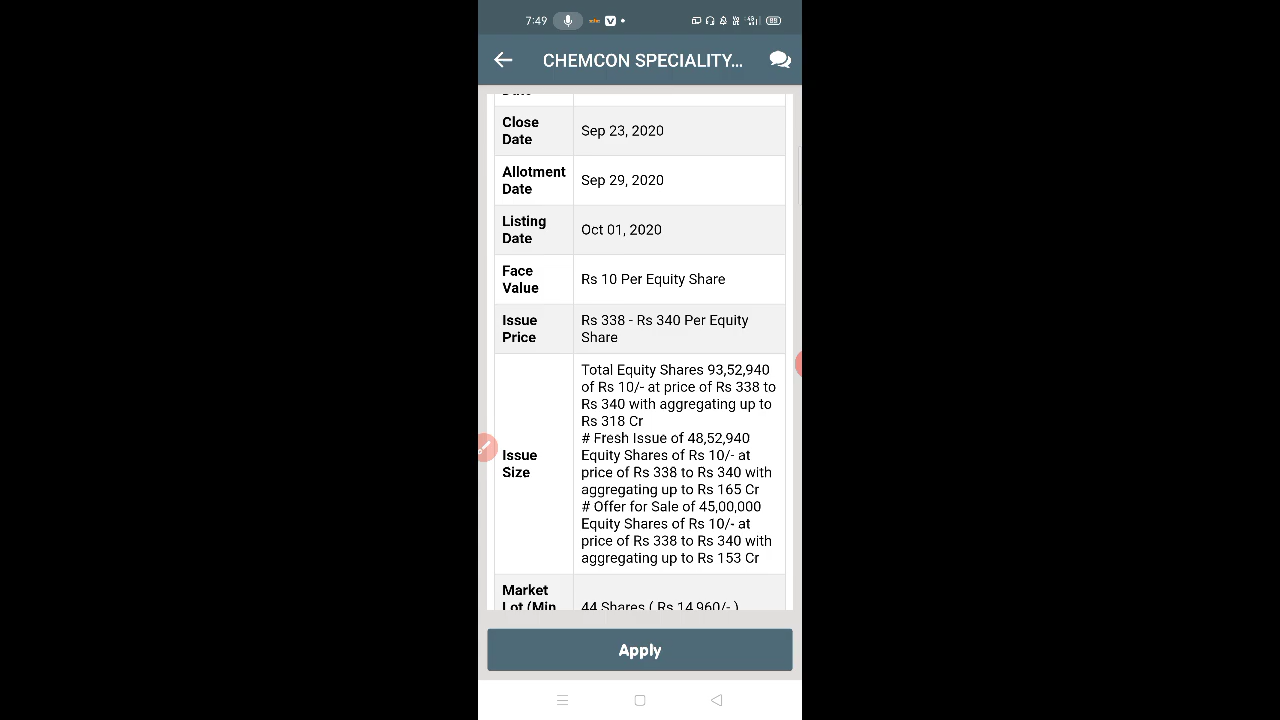 7:49
CHEMCON SPECIALITY...
Date
Close
Date
Sep 23, 2020
Allotment
Date
Sep 29, 2020
Listing
Date
Oct 01, 2020
Face
Value
Rs 10 Per Equity Share
Issue
Price
Rs 338 - Rs 340 Per Equity
Share
Issue
Size
Total Equity Shares 93,52,940
of Rs 10/- at price of Rs 338 to
Rs 340 with aggregating up to
Rs 318 Cr
# Fresh Issue of 48,52,940
Equity Shares of Rs 10/- at
price of Rs 338 to Rs 340 with
aggregating up to Rs 165 Cr
# Offer for Sale of 45,00,000
Equity Shares of Rs 10/- at
price of Rs 338 to Rs 340 with
aggregating up to Rs 153 Cr
Market
Lot (Min
44 Shares ( Rs 14,960/- )
Apply